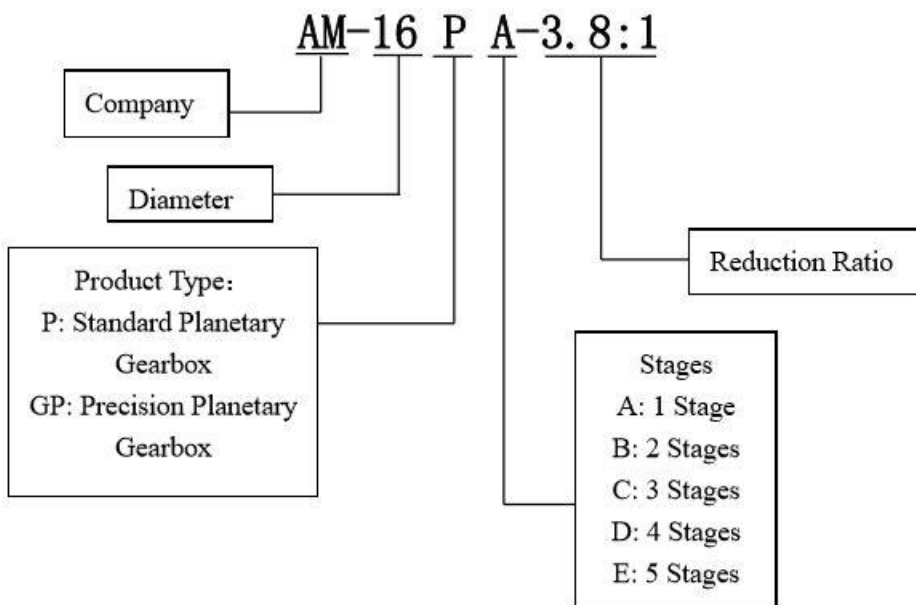 AM-16 P A-3.8:1
Company
Diameter
Product Type：
P: Standard Planetary
Gearbox
GP: Precision Planetary
Gearbox
Reduction Ratio
Stages
A: 1 Stage
B: 2 Stages
C: 3 Stages
D: 4 Stages
E: 5 Stages